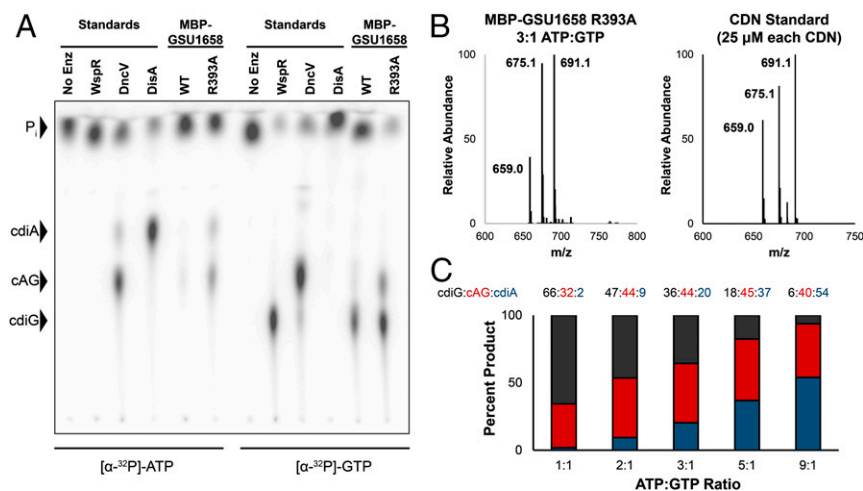 A
Standards
MBP-
GSU1658
Standards
MBP-
GSU1658
No Enz
WspR
DncV
DisA
WT
R393A
No Enz
WspR
DncV
DisA
WT
R393A
Pi
cdiA
cAG
cdiG
[α-³²P]-ATP
[α-³²P]-GTP
B
MBP-GSU1658 R393A
3:1 ATP:GTP
Relative Abundance
100
50
0
675.1
691.1
659.0
600
650
700
750
800
m/z
CDN Standard
(25 µM each CDN)
Relative Abundance
100
50
0
691.1
675.1
659.0
600
650
700
750
m/z
C
cdiG:cAG:cdiA
66:32:2
47:44:9
36:44:20
18:45:37
6:40:54
Percent Product
100
50
0
1:1
2:1
3:1
5:1
9:1
ATP:GTP Ratio